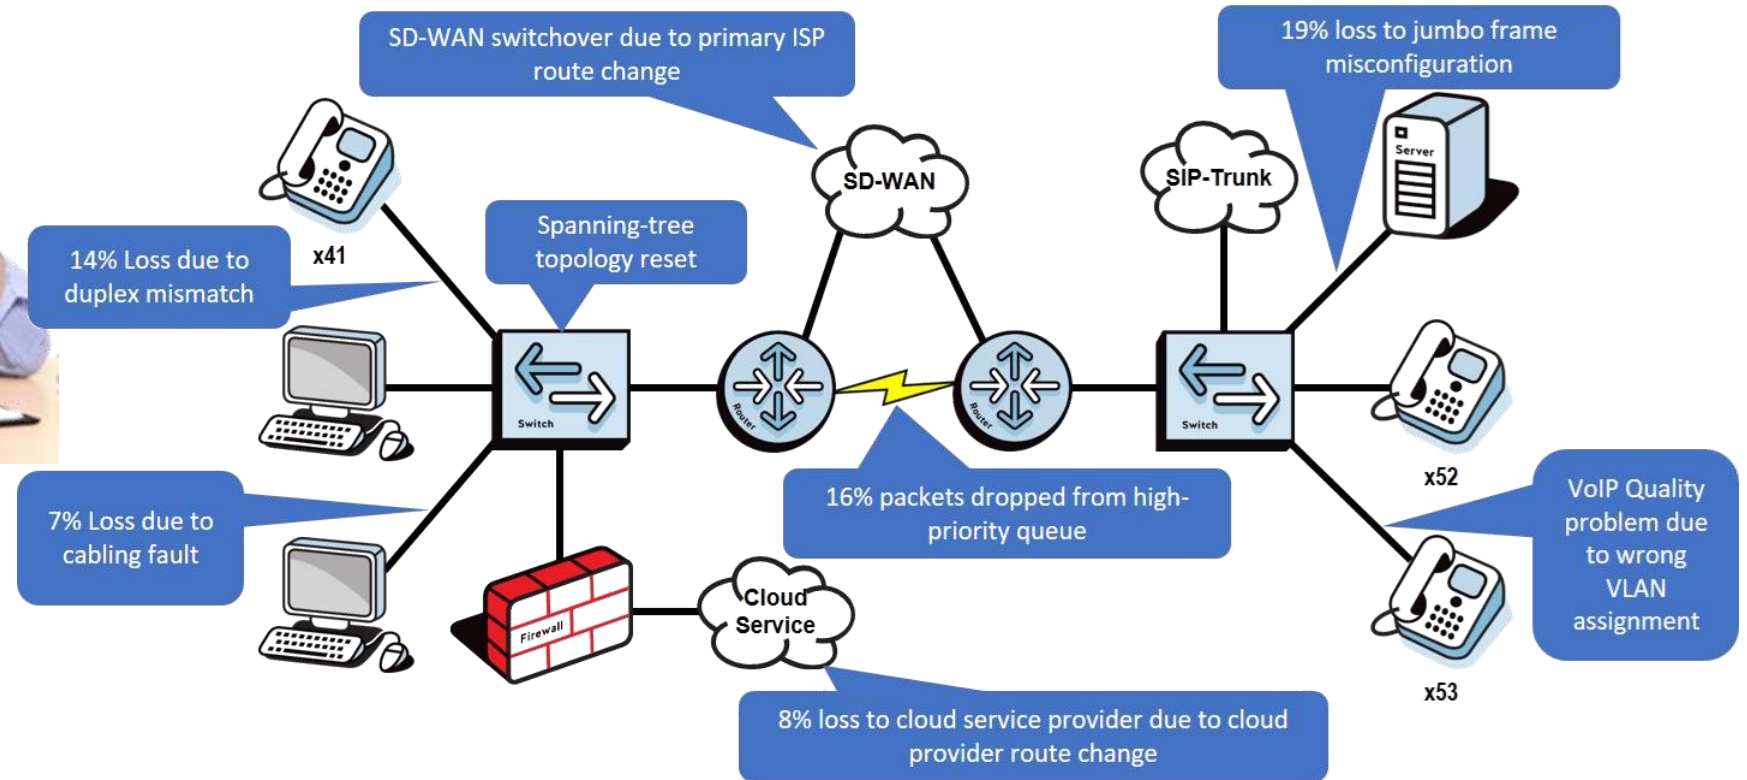 SD-WAN switchover due to primary ISP
route change
19% loss to jumbo frame
misconfiguration
Server
SD-WAN
SIP-Trunk
x41
Spanning-tree
topology reset
14% Loss due to
duplex mismatch
Switch
Router
Router
Switch
x52
7% Loss due to
cabling fault
16% packets dropped from high-
priority queue
VoIP Quality
problem due
to wrong
VLAN
assignment
Firewall
Cloud
Service
x53
8% loss to cloud service provider due to cloud
provider route change